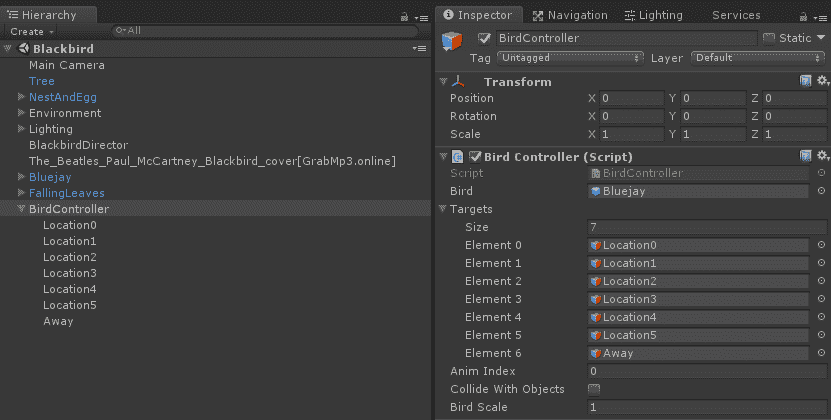 Hierarchy
Create
All
Blackbird
Main Camera
Tree
NestAndEgg
Environment
Lighting
BlackbirdDirector
The_Beatles_Paul_McCartney_Blackbird_cover[GrabMp3.online]
Bluejay
FallingLeaves
BirdController
Location0
Location1
Location2
Location3
Location4
Location5
Away
Inspector Navigation Lighting Services
BirdController Static
Tag Untagged Layer Default
Transform
Position X 0 Y 0 Z 0
Rotation X 0 Y 0 Z 0
Scale X 1 Y 1 Z 1
Bird Controller (Script)
Script BirdController
Bird Bluejay
Targets
Size 7
Element 0 Location0
Element 1 Location1
Element 2 Location2
Element 3 Location3
Element 4 Location4
Element 5 Location5
Element 6 Away
Anim Index 0
Collide With Objects
Bird Scale 1